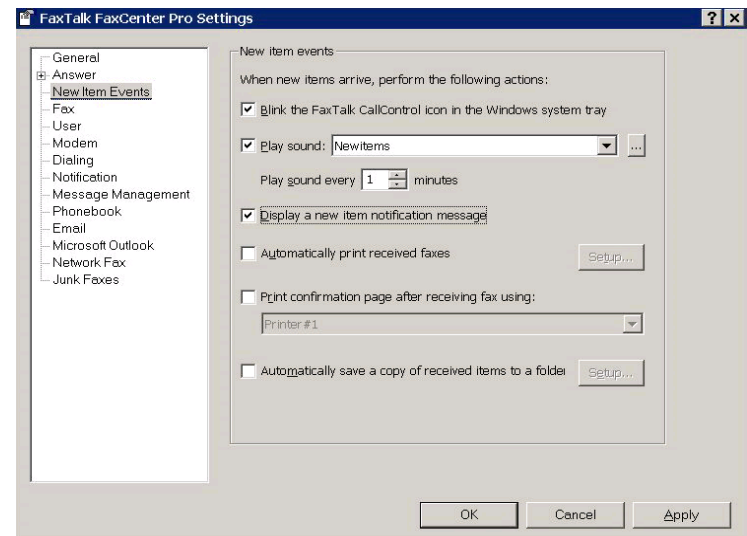 FaxTalk FaxCenter Pro Settings
General
Answer
New Item Events
Fax
User
Modem
Dialing
Notification
Message Management
Phonebook
Email
Microsoft Outlook
Network Fax
Junk Faxes
New item events
When new items arrive, perform the following actions:
Blink the FaxTalk CallControl icon in the Windows system tray
Play sound: Newitems ...
Play sound every 1 minutes
Display a new item notification message
Automatically print received faxes Setup...
Print confirmation page after receiving fax using:
Printer #1
Automatically save a copy of received items to a folder Setup...
OK Cancel Apply